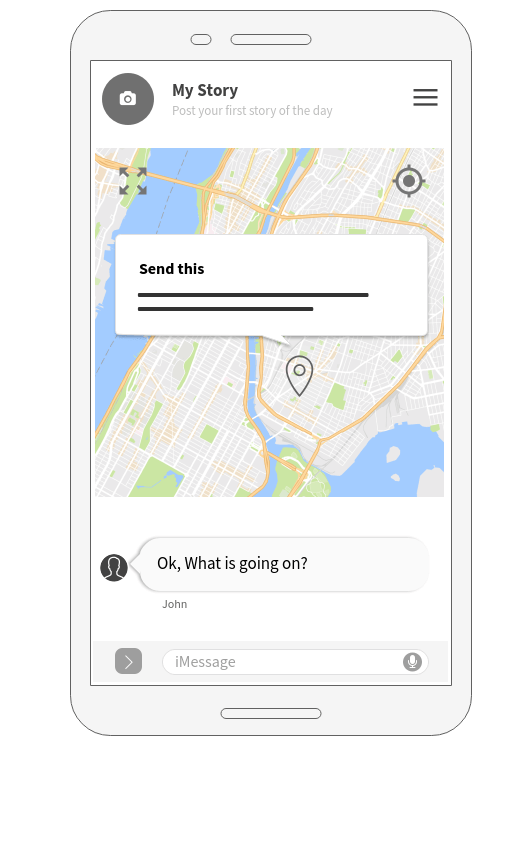 My Story
Post your first story of the day
Send this
Ok, What is going on?
John
iMessage